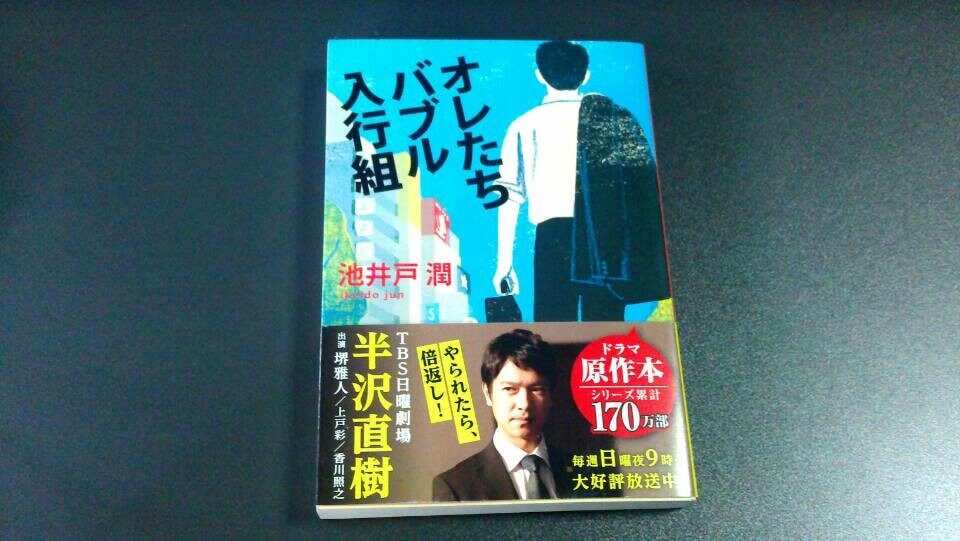 オレたち
バブル
入行組
池井戸 潤
ikeido jun
TBS日曜劇場
半沢直樹
出演 堺雅人/上戸彩/香川照之
やられたら、
倍返し!
ドラマ
原作本
シリーズ累計
170万部
毎週日曜夜9時
大好評放送中